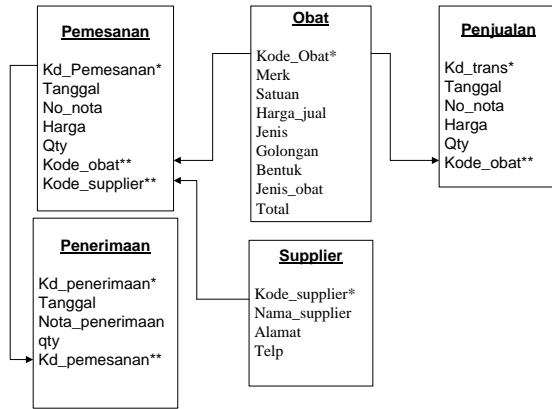 Pemesanan
Kd_Pemesanan*
Tanggal
No_nota
Harga
Qty
Kode_obat**
Kode_supplier**
Obat
Kode_Obat*
Merk
Satuan
Harga_jual
Jenis
Golongan
Bentuk
Jenis_obat
Total
Penjualan
Kd_trans*
Tanggal
No_nota
Harga
Qty
Kode_obat**
Penerimaan
Kd_penerimaan*
Tanggal
Nota_penerimaan
qty
Kd_pemesanan**
Supplier
Kode_supplier*
Nama_supplier
Alamat
Telp